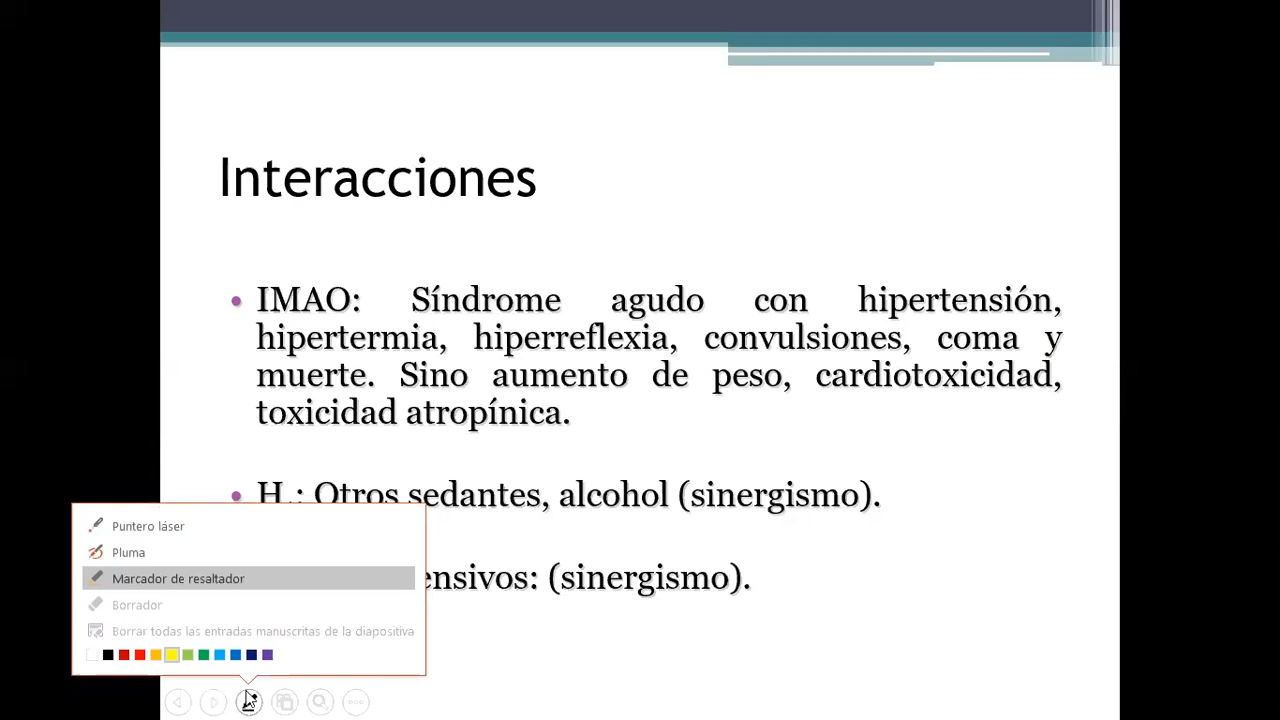 Interacciones
• IMAO: Síndrome agudo con hipertensión,
hipertermia, hiperreflexia, convulsiones, coma y
muerte. Sino aumento de peso, cardiotoxicidad,
toxicidad atropínica.
• H.: Otros sedantes, alcohol (sinergismo).
ensivos: (sinergismo).
Puntero láser
Pluma
Marcador de resaltador
Borrador
Borrar todas las entradas manuscritas de la diapositiva